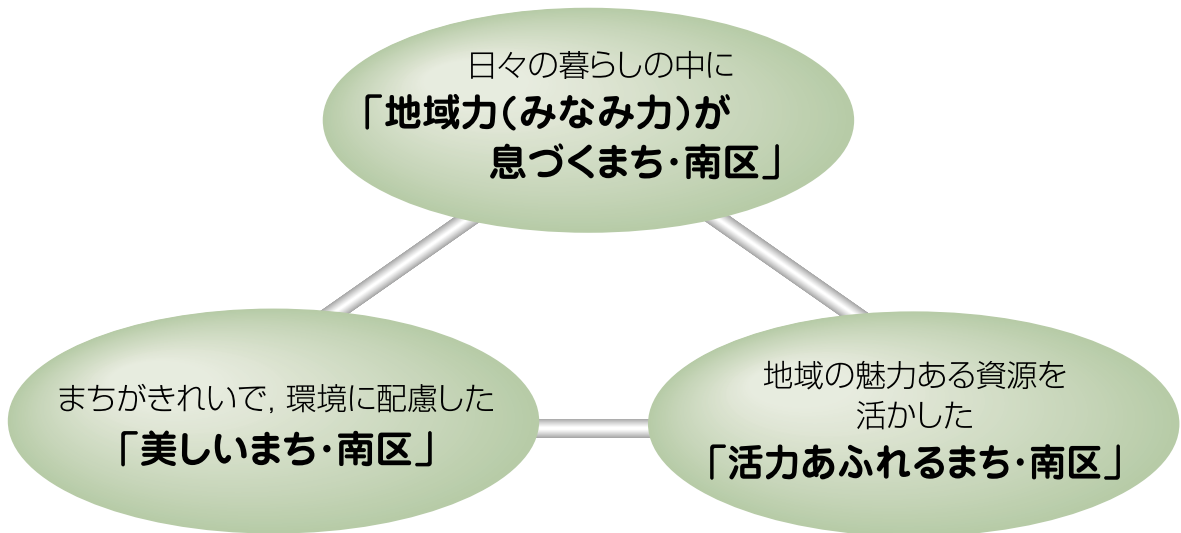 日々の暮らしの中に
「地域力(みなみ力)が
息づくまち・南区」
まちがきれいで, 環境に配慮した
「美しいまち・南区」
地域の魅力ある資源を
活かした
「活力あふれるまち・南区」